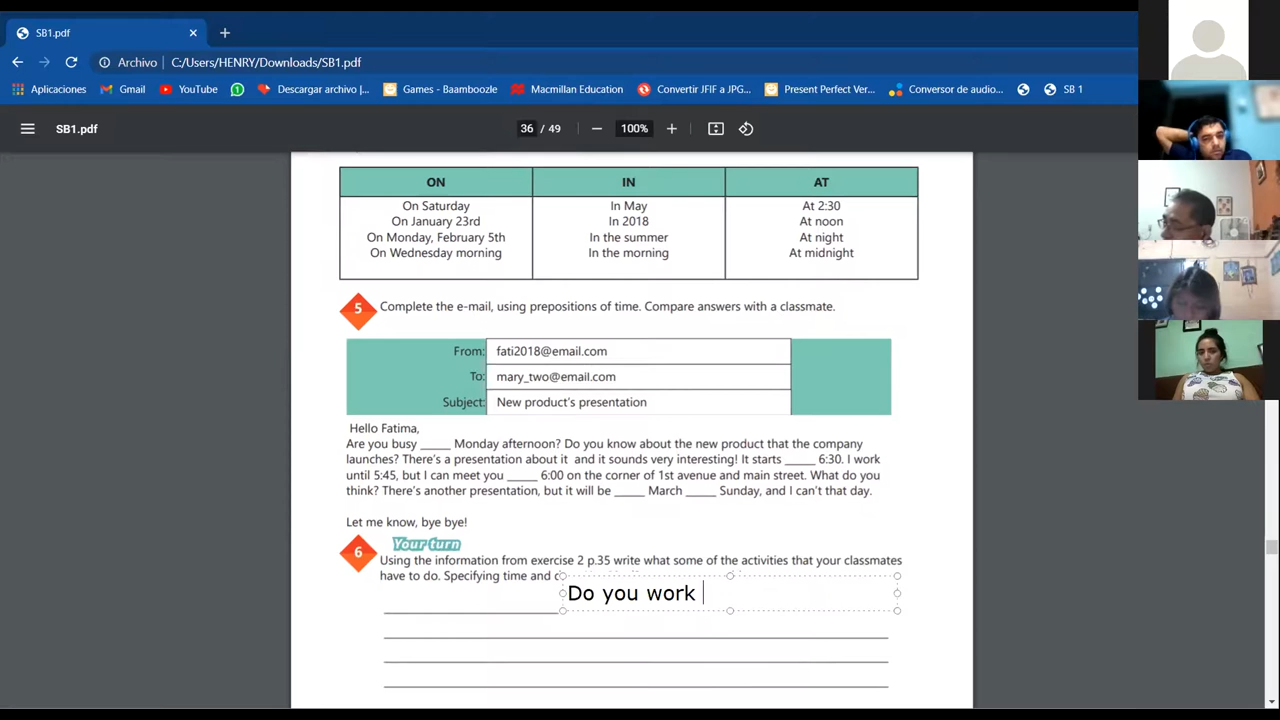 SB1.pdf
Archivo C:/Users/HENRY/Downloads/SB1.pdf
Aplicaciones Gmail YouTube Descargar archivo |... Games - Baamboozle Macmillan Education Convertir JFIF a JPG... Present Perfect Ver... Conversor de audio... SB 1
SB1.pdf 36 / 49 100%
ON IN AT
On Saturday In May At 2:30
On January 23rd In 2018 At noon
On Monday, February 5th In the summer At night
On Wednesday morning In the morning At midnight
5 Complete the e-mail, using prepositions of time. Compare answers with a classmate.
From: fati2018@email.com
To: mary_two@email.com
Subject: New product's presentation
Hello Fatima,
Are you busy _____ Monday afternoon? Do you know about the new product that the company
launches? There's a presentation about it and it sounds very interesting! It starts _____ 6:30. I work
until 5:45, but I can meet you _____ 6:00 on the corner of 1st avenue and main street. What do you
think? There's another presentation, but it will be _____ March _____ Sunday, and I can't that day.
Let me know, bye bye!
6 Your turn
Using the information from exercise 2 p.35 write what some of the activities that your classmates
have to do. Specifying time and
Do you work